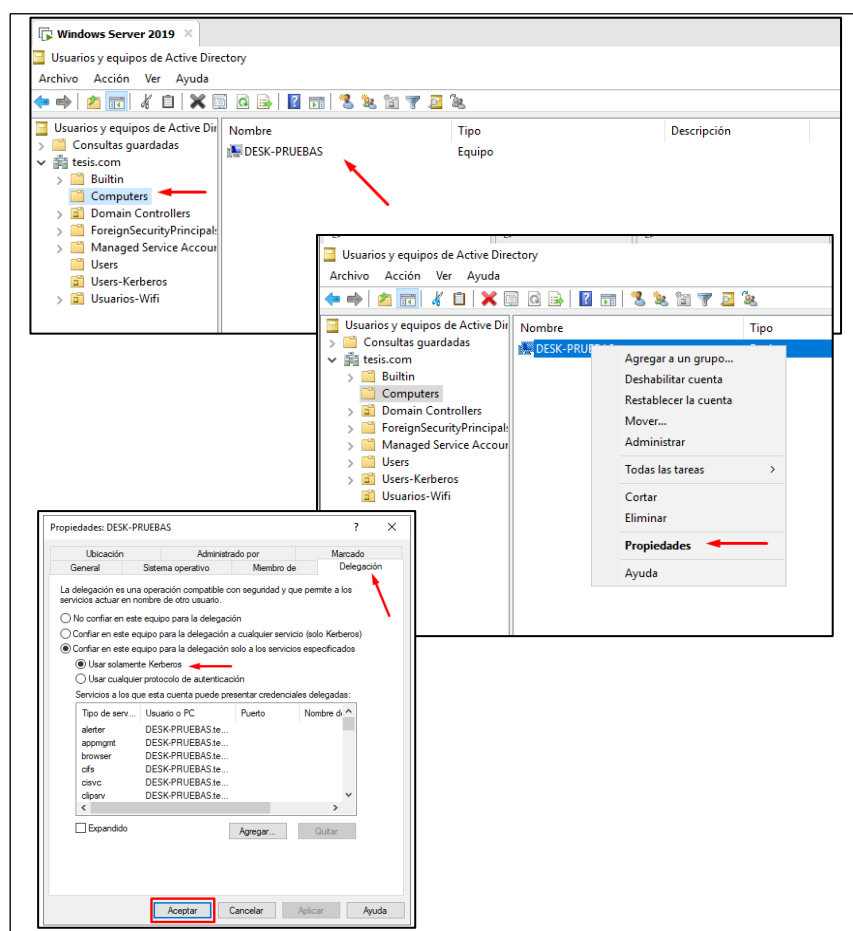 Windows Server 2019
Usuarios y equipos de Active Directory
Archivo Acción Ver Ayuda
Usuarios y equipos de Active Dir
Consultas guardadas
tesis.com
Builtin
Computers
Domain Controllers
ForeignSecurityPrincipals
Managed Service Accour
Users
Users-Kerberos
Usuarios-Wifi
Nombre Tipo Descripción
DESK-PRUEBAS Equipo
Usuarios y equipos de Active Directory
Archivo Acción Ver Ayuda
Usuarios y equipos de Active Dir
Consultas guardadas
tesis.com
Builtin
Computers
Domain Controllers
ForeignSecurityPrincipals
Managed Service Accour
Users
Users-Kerberos
Usuarios-Wifi
Nombre Tipo
DESK-PRU
Agregar a un grupo...
Deshabilitar cuenta
Restablecer la cuenta
Mover...
Administrar
Todas las tareas
Cortar
Eliminar
Propiedades
Ayuda
Propiedades: DESK-PRUEBAS ? ×
Ubicación Administrado por Marcado
General Sistema operativo Miembro de Delegación
La delegación es una operación compatible con seguridad y que permite a los
servicios actuar en nombre de otro usuario.
No confiar en este equipo para la delegación
Confiar en este equipo para la delegación a cualquier servicio (solo Kerberos)
Confiar en este equipo para la delegación solo a los servicios especificados
Usar solamente Kerberos
Usar cualquier protocolo de autenticación
Servicios a los que esta cuenta puede presentar credenciales delegadas:
Tipo de serv... Usuario o PC Puerto Nombre de
alerter DESK-PRUEBAS.te...
appmgmt DESK-PRUEBAS.te...
browser DESK-PRUEBAS.te...
cifs DESK-PRUEBAS.te...
cisvc DESK-PRUEBAS.te...
clipsrv DESK-PRUEBAS.te...
Expandido Agregar... Quitar
Aceptar Cancelar Aplicar Ayuda